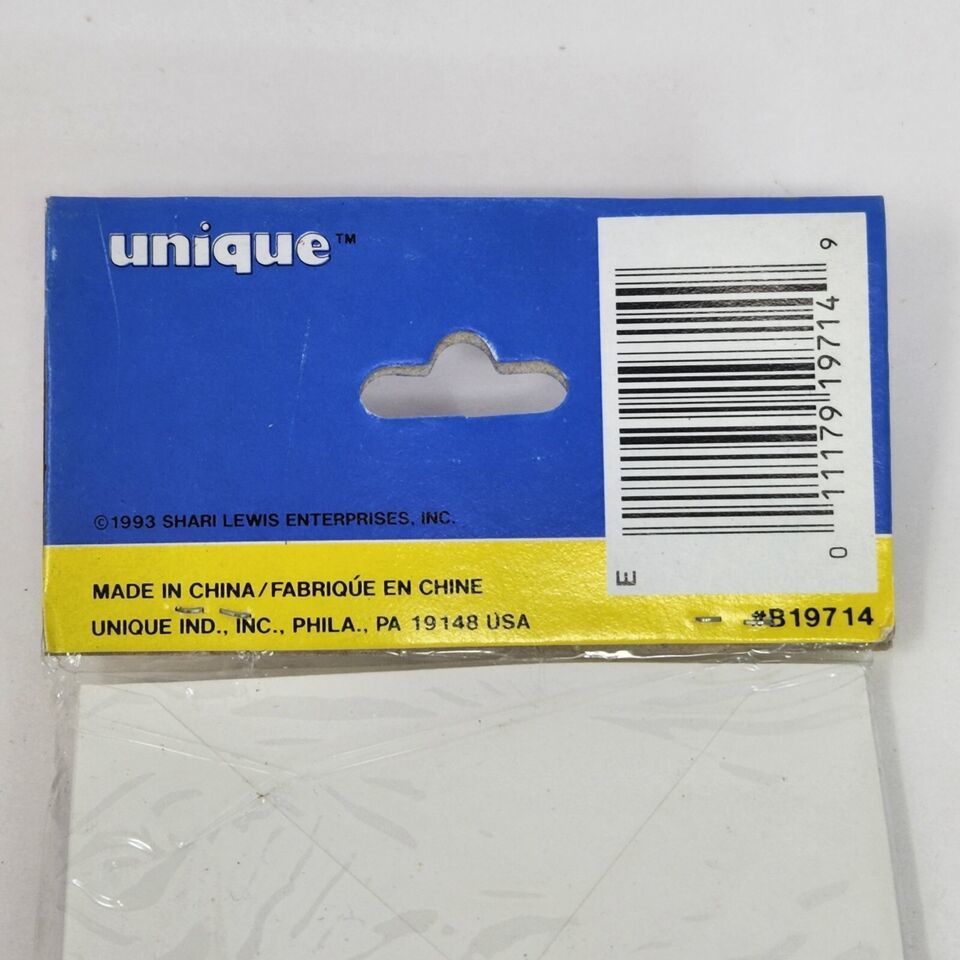 unique™
©1993 SHARI LEWIS ENTERPRISES, INC.
MADE IN CHINA/FABRIQÚE EN CHINE
UNIQUE IND., INC., PHILA., PA 19148 USA
0 11179 19714 9
E
#B19714